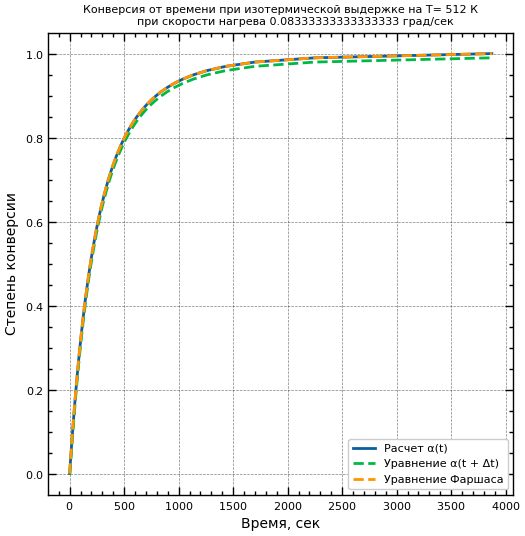 Конверсия от времени при изотермической выдержке на T= 512 K
при скорости нагрева 0.08333333333333333 град/сек
1.0
0.8
0.6
0.4
0.2
0.0
Степень конверсии
Расчет α(t)
Уравнение α(t + Δt)
Уравнение Фаршаса
0 500 1000 1500 2000 2500 3000 3500 4000
Время, сек